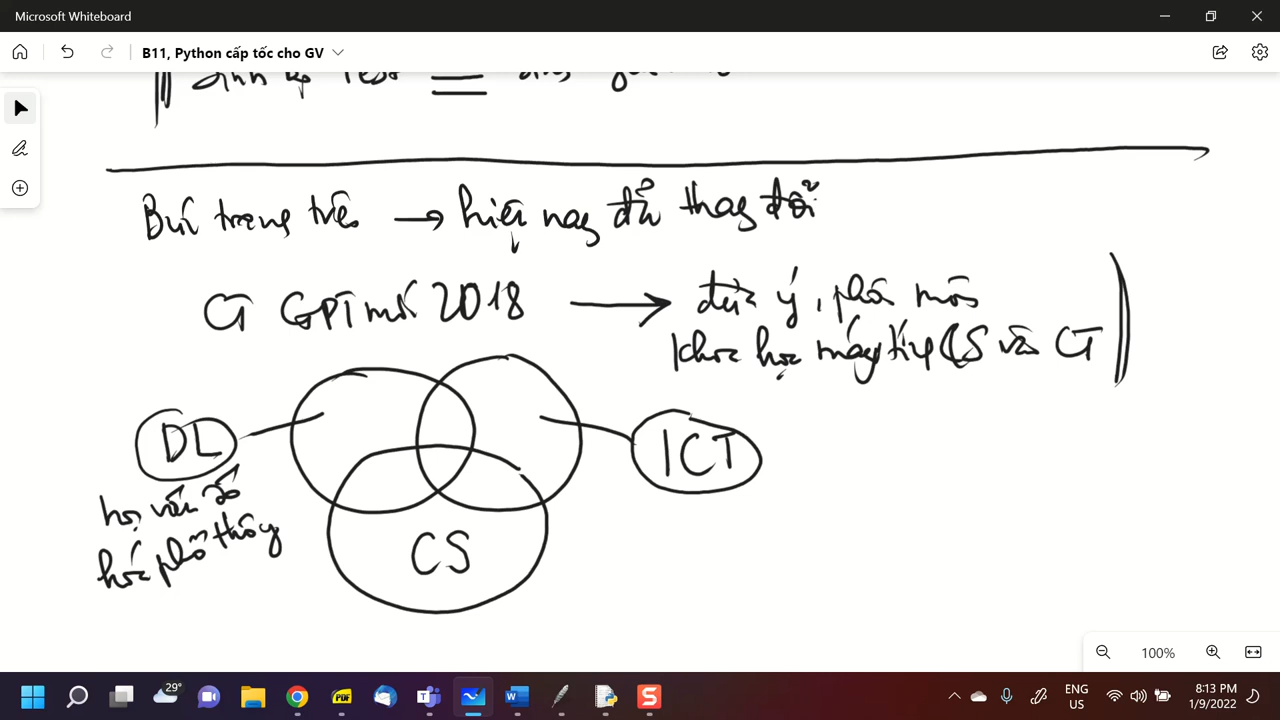 Microsoft Whiteboard
B11, Python cấp tốc cho GV
Bức tranh trên → hiện nay đã thay đổi
CT GDPT mới 2018 → chú ý, phân môn
khoa học máy tính CS và CT
DL
ICT
học vấn số
hóa phổ thông
CS
100%
29°
ENG
US
8:13 PM
1/9/2022